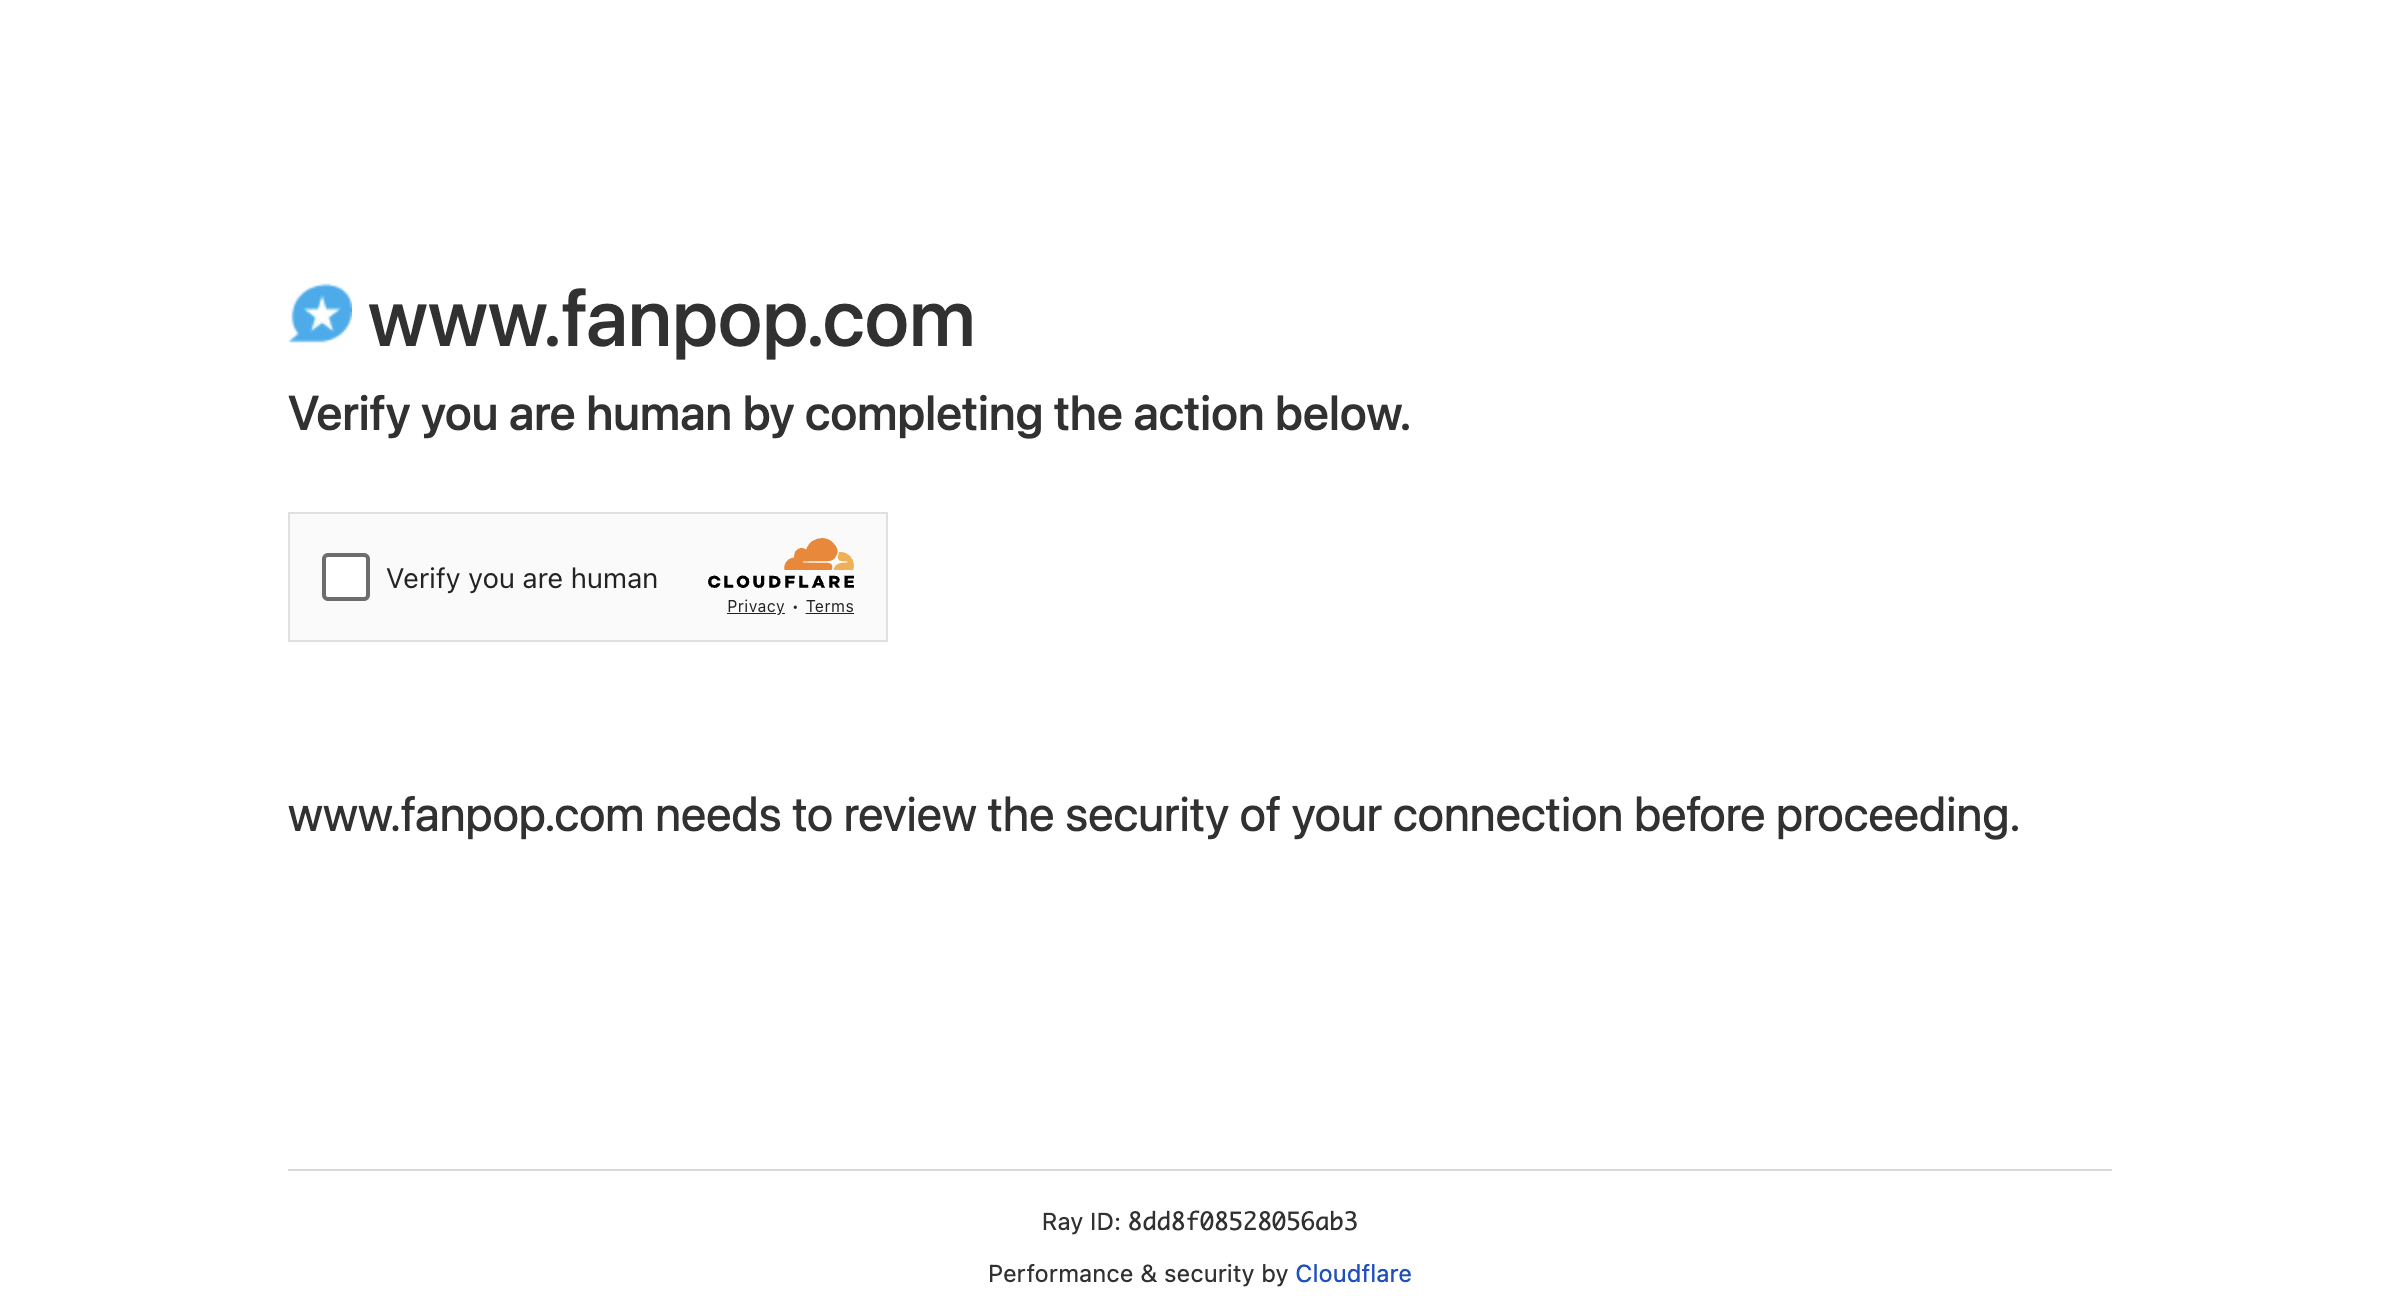 www.fanpop.com
Verify you are human by completing the action below.
Verify you are human
CLOUDFLARE
Privacy • Terms
www.fanpop.com needs to review the security of your connection before proceeding.
Ray ID: 8dd8f08528056ab3
Performance & security by Cloudflare